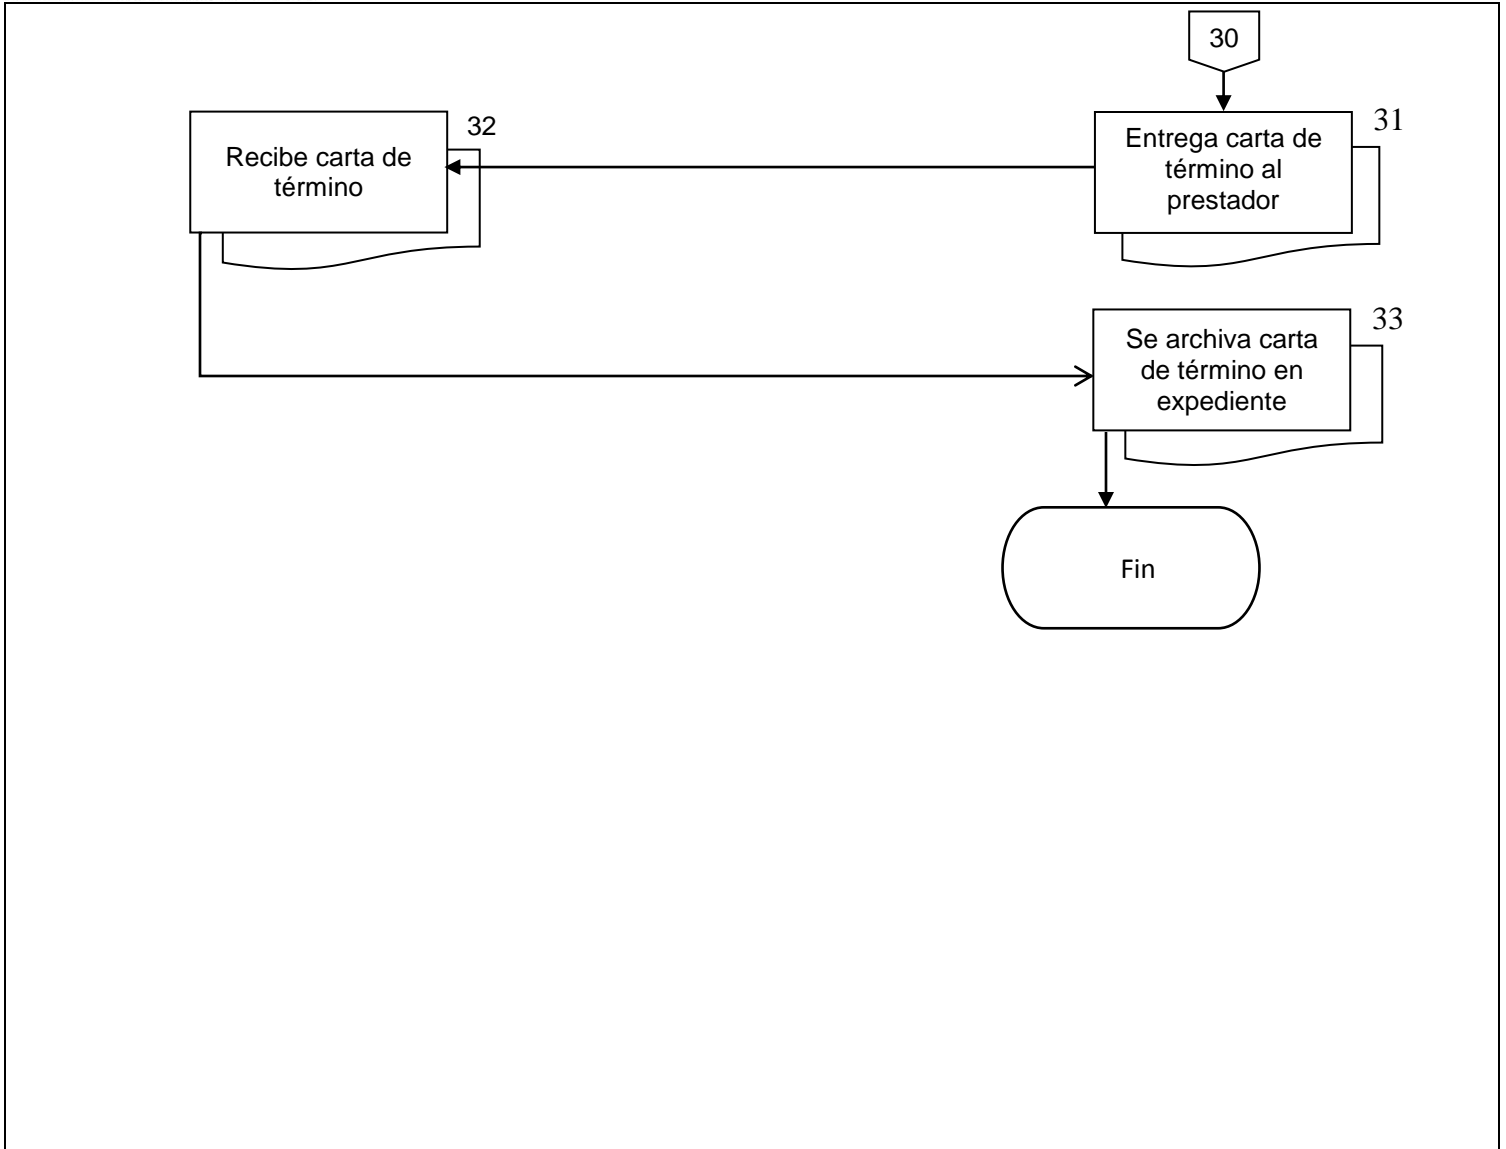 30
31
Entrega carta de
término al
prestador
32
Recibe carta de
término
33
Se archiva carta
de término en
expediente
Fin